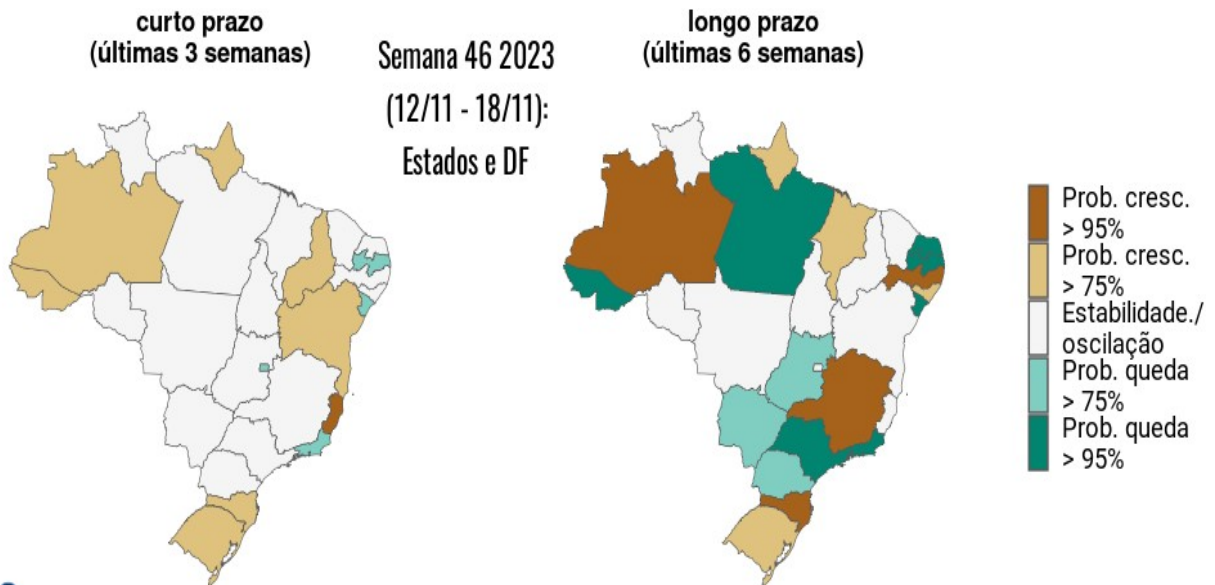 curto prazo
(últimas 3 semanas)
Semana 46 2023
(12/11 - 18/11):
Estados e DF
longo prazo
(últimas 6 semanas)
Prob. cresc.
> 95%
Prob. cresc.
> 75%
Estabilidade./
oscilação
Prob. queda
> 75%
Prob. queda
> 95%